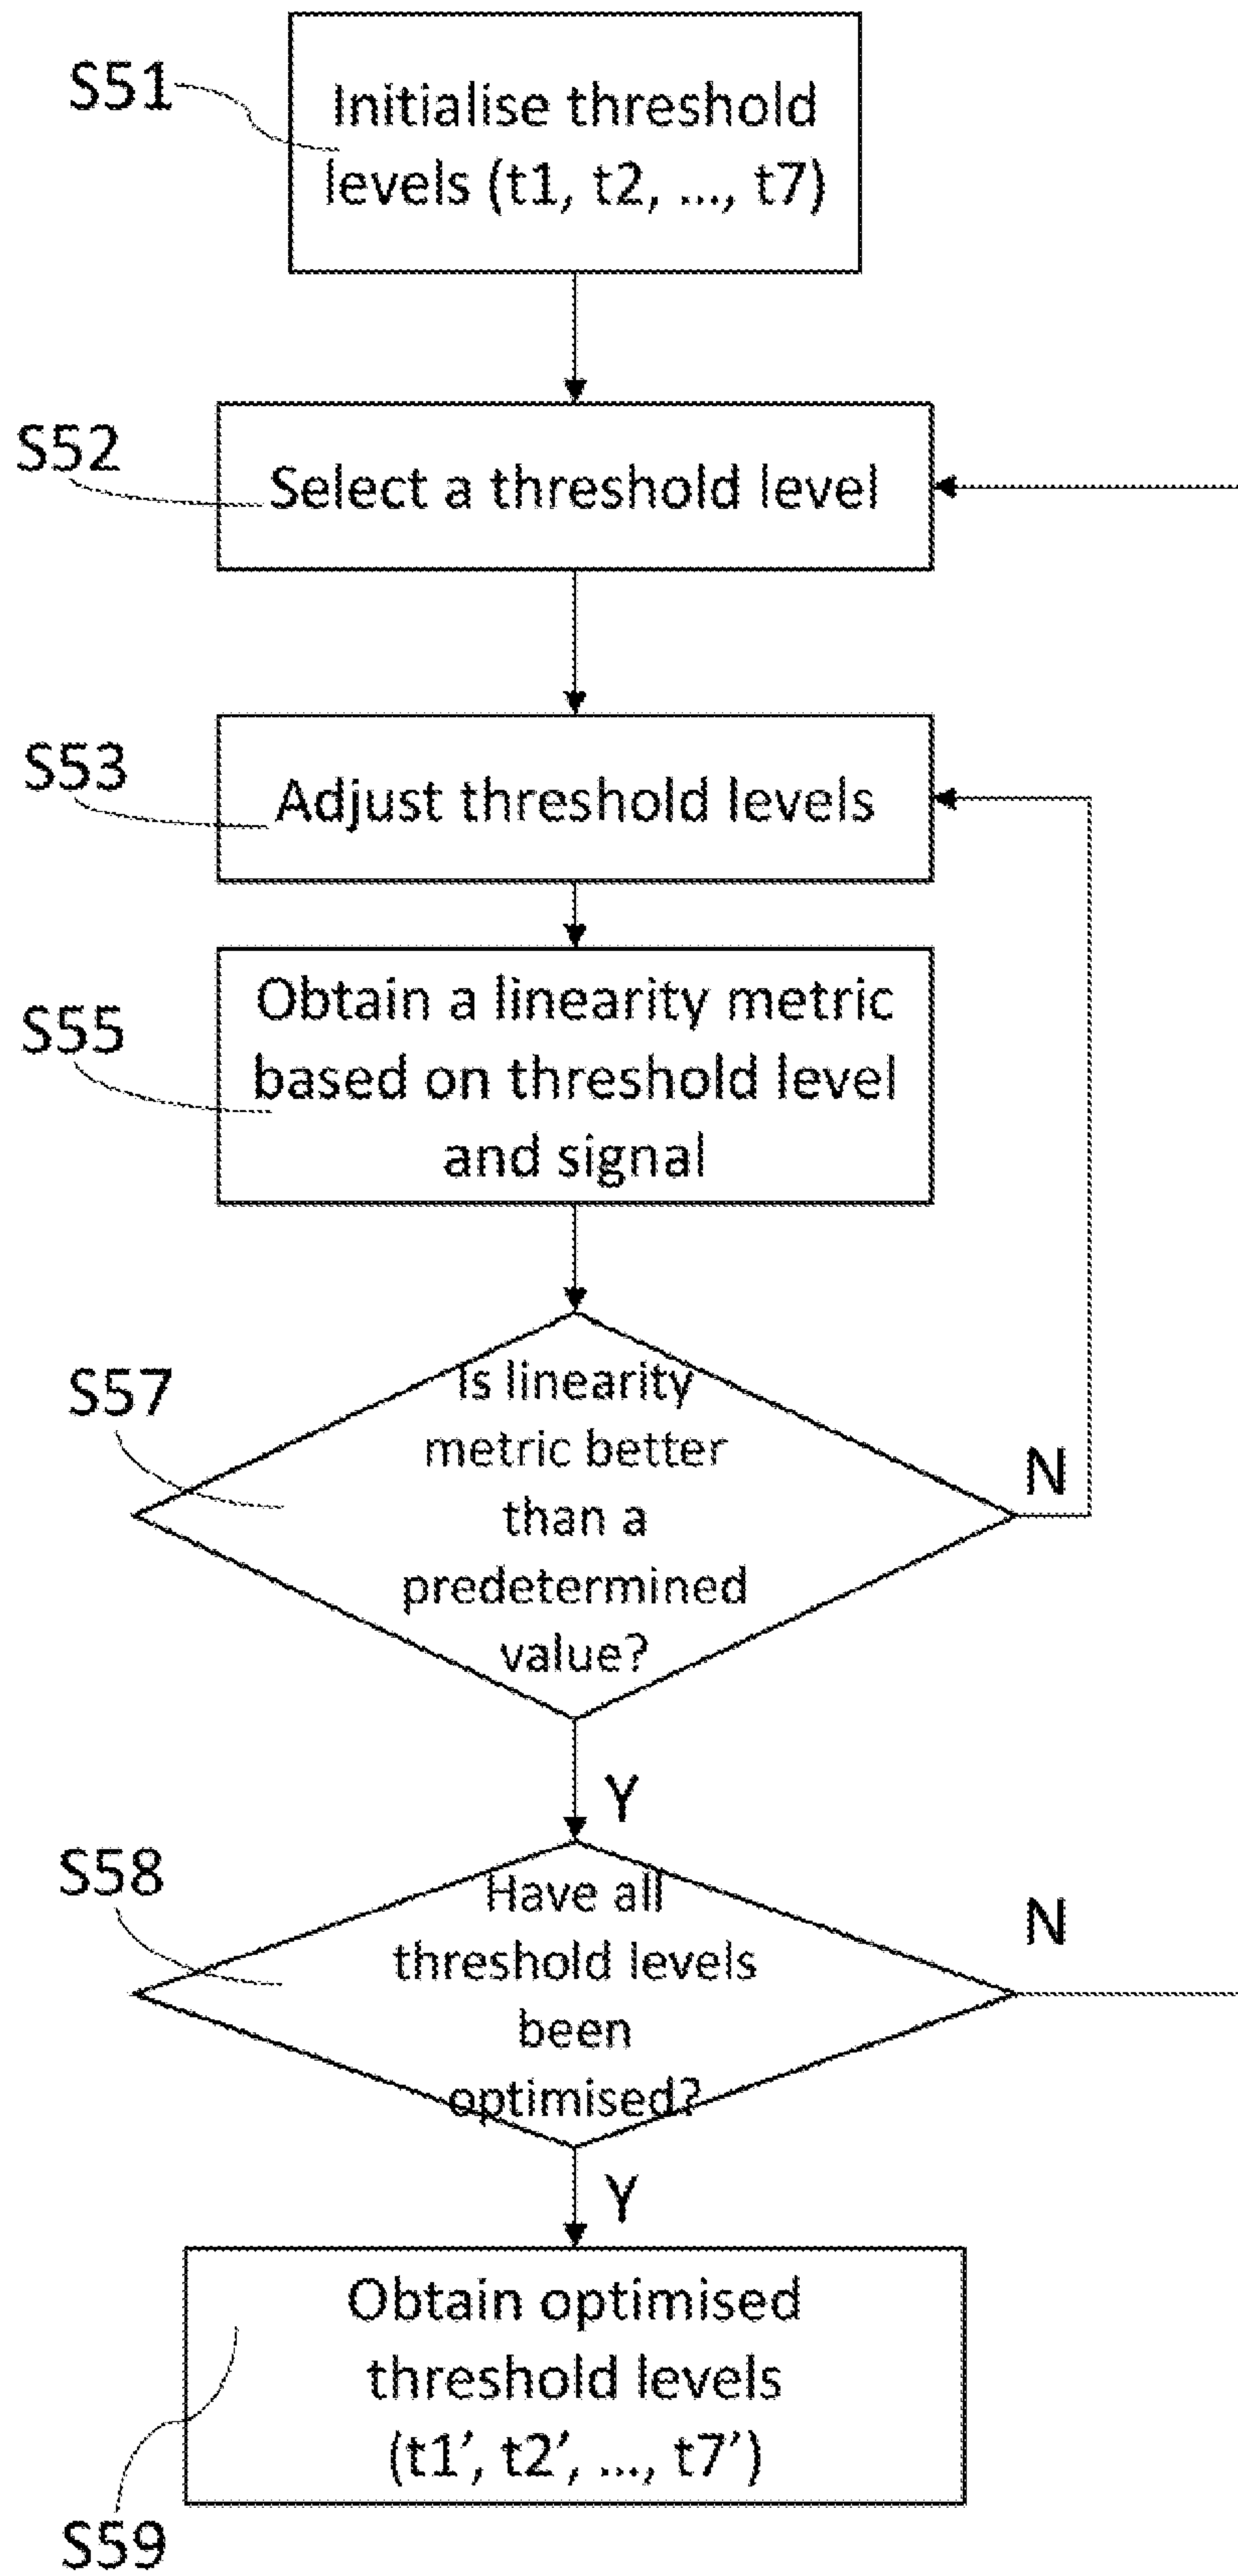 S51
Initialise threshold
levels (t1, t2, ..., t7)
S52
Select a threshold level
S53
Adjust threshold levels
S55
Obtain a linearity metric
based on threshold level
and signal
S57
Is linearity
metric better
than a
predetermined
value?
N
Y
S58
Have all
threshold levels
been
optimised?
N
Y
Obtain optimised
threshold levels
(t1’, t2’, ..., t7’)
S59